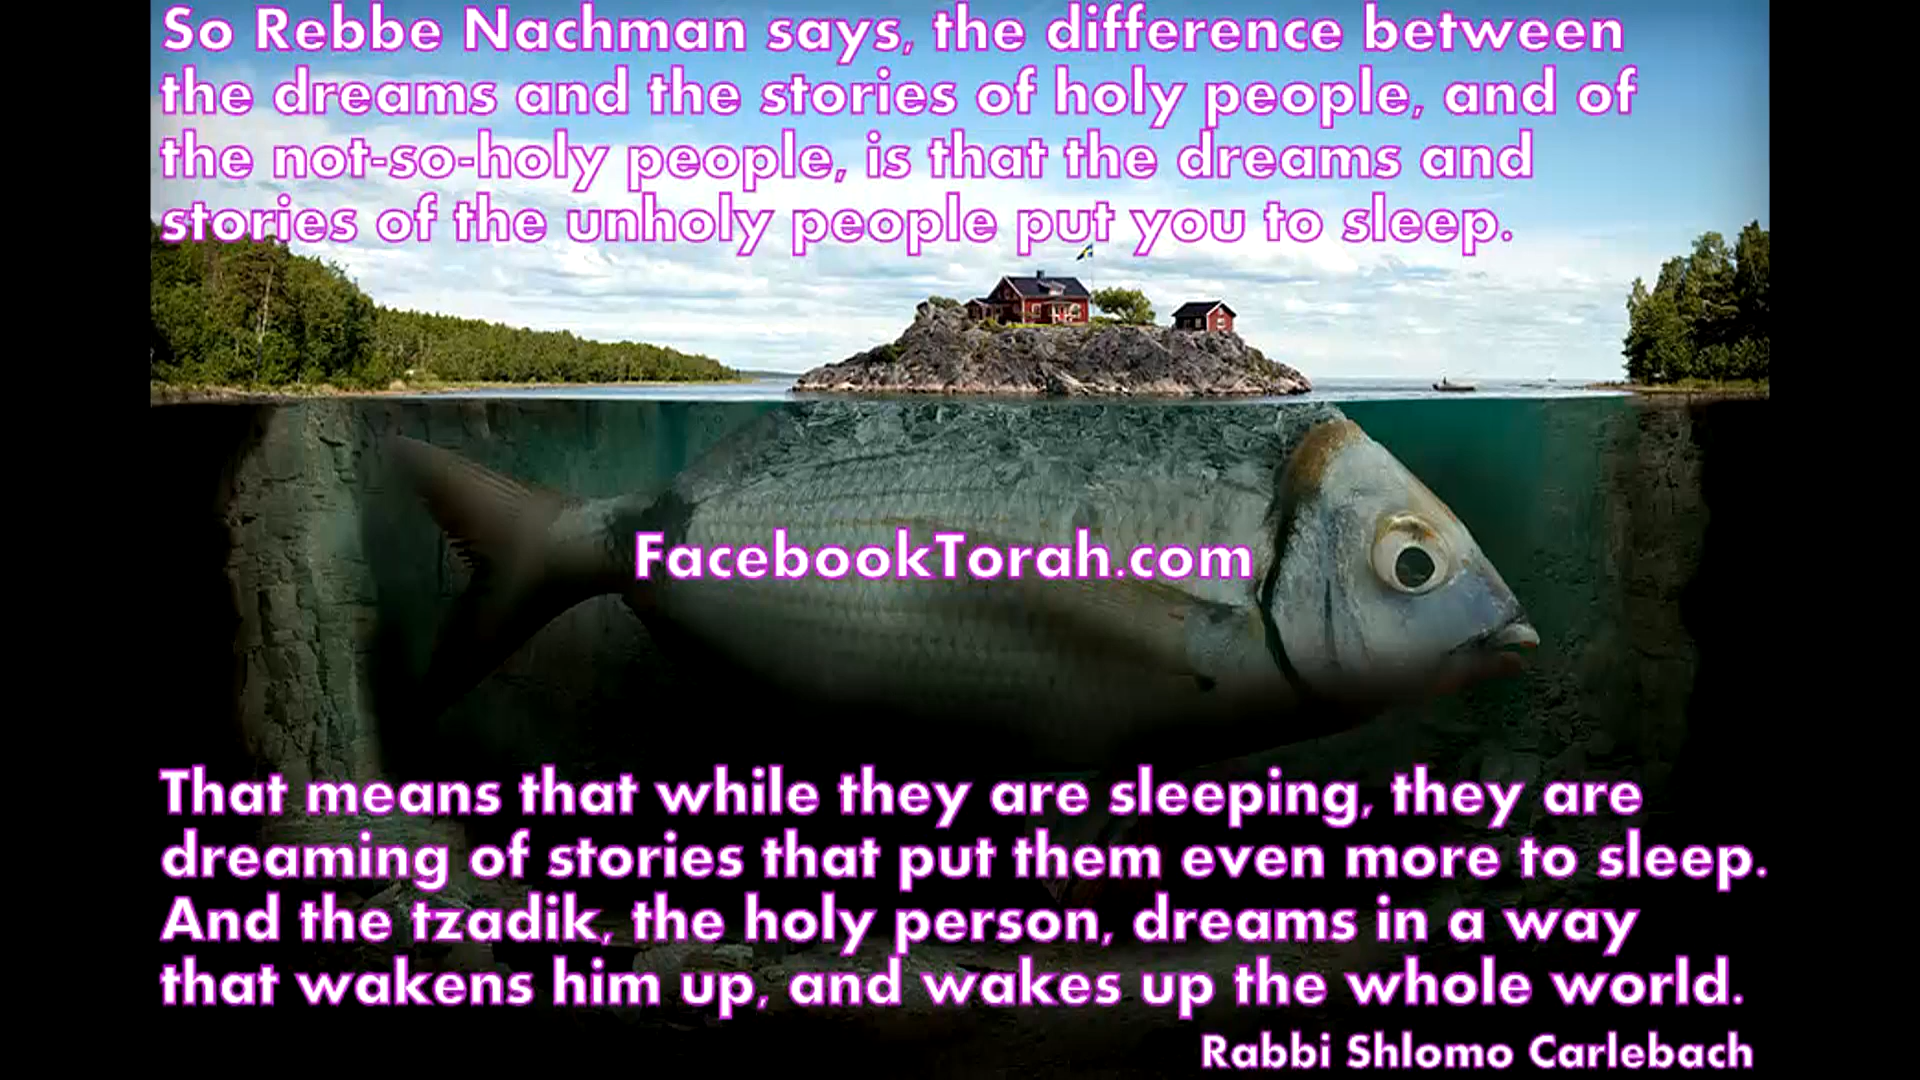 So Rebbe Nachman says, the difference between
the dreams and the stories of holy people, and of
the not-so-holy people, is that the dreams and
stories of the unholy people put you to sleep.
FacebookTorah.com
That means that while they are sleeping, they are
dreaming of stories that put them even more to sleep.
And the tzadik, the holy person, dreams in a way
that wakens him up, and wakes up the whole world.
Rabbi Shlomo Carlebach